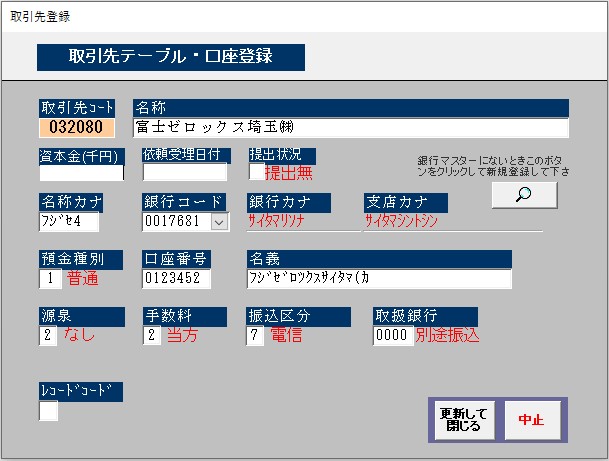 取引先登録
取引先テーブル・口座登録
取引先ｺｰﾄ 名称
032080 富士ゼロックス埼玉㈱
資本金(千円) 依頼受理日付 提出状況
提出無
銀行マスターにないときこのボタ
ンをクリックして新規登録して下さ
名称カナ 銀行コード 銀行カナ 支店カナ
ﾌｼﾞｾ4 0017681 ｻｲﾀﾏﾘｿﾅ ｻｲﾀﾏｼﾝﾄｼﾝ
預金種別 口座番号 名義
1 普通 0123452 ﾌｼﾞｾﾞﾛﾂｸｽｻｲﾀﾏ(ｶ
源泉 手数料 振込区分 取扱銀行
2 なし 2 当方 7 電信 0000 別途振込
ﾚｺｰﾄﾞｺｰﾄﾞ
更新して
閉じる
中止